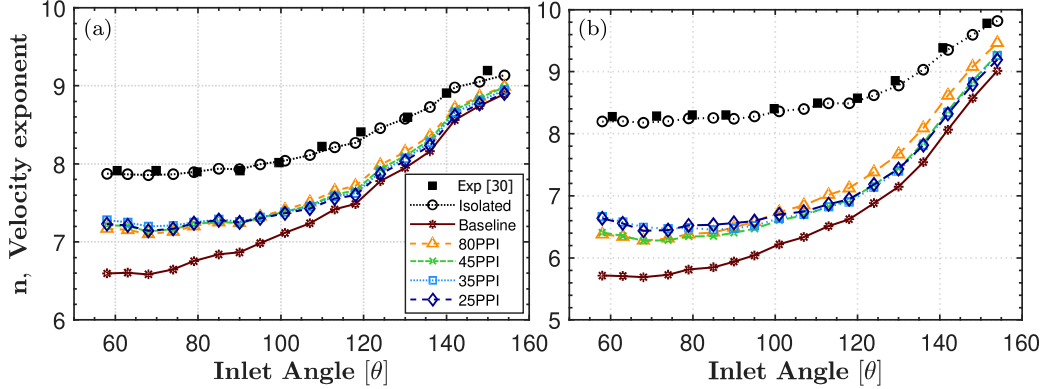 (a)
n, Velocity exponent
10
9
8
7
6
60
80
100
120
140
160
Inlet Angle [θ]
Exp [30]
Isolated
Baseline
80PPI
45PPI
35PPI
25PPI
(b)
10
9
8
7
6
5
60
80
100
120
140
160
Inlet Angle [θ]